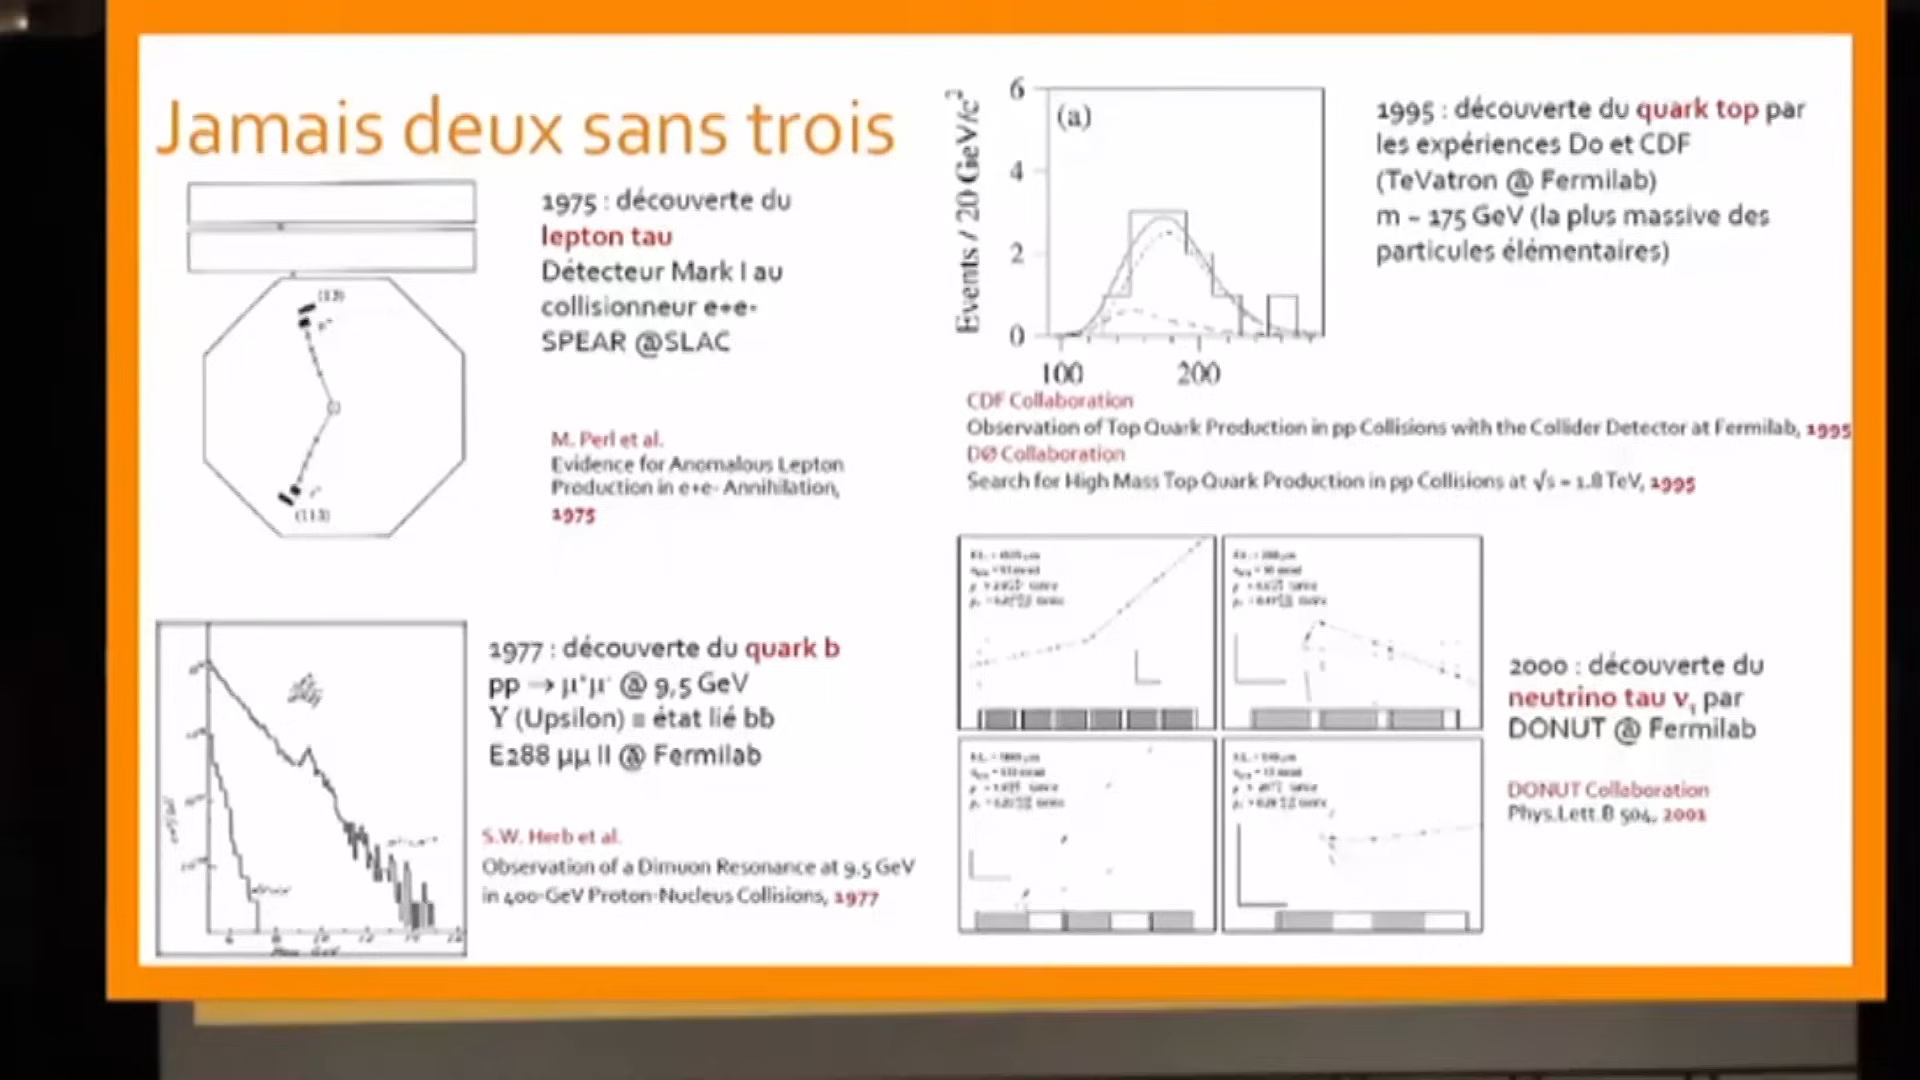 Jamais deux sans trois
1975 : découverte du
lepton tau
Détecteur Mark I au
collisionneur e+e-
SPEAR @SLAC
(13)
(113)
M. Perl et al.
Evidence for Anomalous Lepton
Production in e+e- Annihilation,
1975
1977 : découverte du quark b
pp → μ⁺μ⁻ @ 9,5 GeV
Υ (Upsilon) ≡ état lié bb̄
E288 μμ II @ Fermilab
S.W. Herb et al.
Observation of a Dimuon Resonance at 9.5 GeV
in 400-GeV Proton-Nucleus Collisions, 1977
Events / 20 GeV/c²
6
(a)
4
2
0
100 200
1995 : découverte du quark top par
les expériences D0 et CDF
(TeVatron @ Fermilab)
m ~ 175 GeV (la plus massive des
particules élémentaires)
CDF Collaboration
Observation of Top Quark Production in pp Collisions with the Collider Detector at Fermilab, 1995
DØ Collaboration
Search for High Mass Top Quark Production in pp Collisions at √s = 1.8 TeV, 1995
2000 : découverte du
neutrino tau ντ par
DONUT @ Fermilab
DONUT Collaboration
Phys.Lett.B 504, 2001